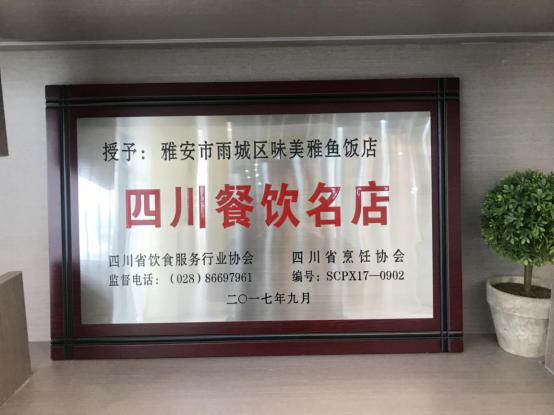 授予：雅安市雨城区味美雅鱼饭店
四川餐饮名店
四川省饮食服务行业协会 四川省烹饪协会
监督电话：（028）86697961 编号：SCPX17—0902
二〇一七年九月